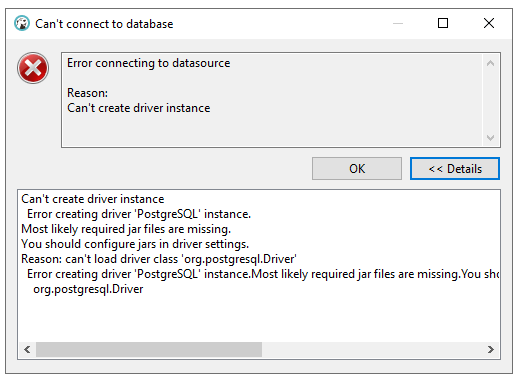 Can't connect to database
Error connecting to datasource
Reason:
Can't create driver instance
OK
<< Details
Can't create driver instance
Error creating driver 'PostgreSQL' instance.
Most likely required jar files are missing.
You should configure jars in driver settings.
Reason: can't load driver class 'org.postgresql.Driver'
Error creating driver 'PostgreSQL' instance.Most likely required jar files are missing.You
org.postgresql.Driver